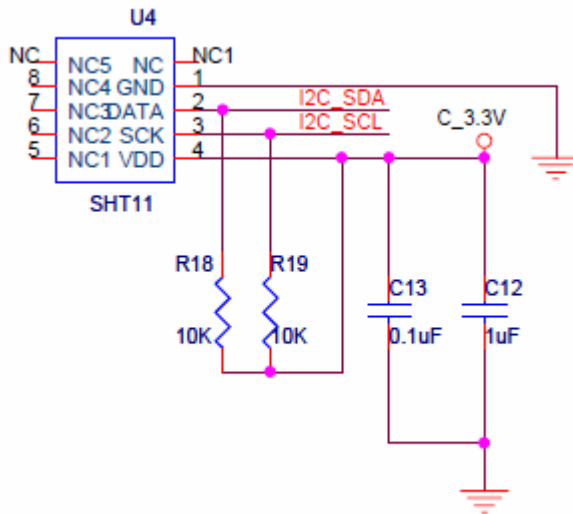 U4
NC NC5 NC NC1
8 NC4 GND 1
7 NC3 DATA 2 I2C_SDA
6 NC2 SCK 3 I2C_SCL
5 NC1 VDD 4
C_3.3V
SHT11
R18 R19
C13 C12
10K 10K 0.1uF 1uF